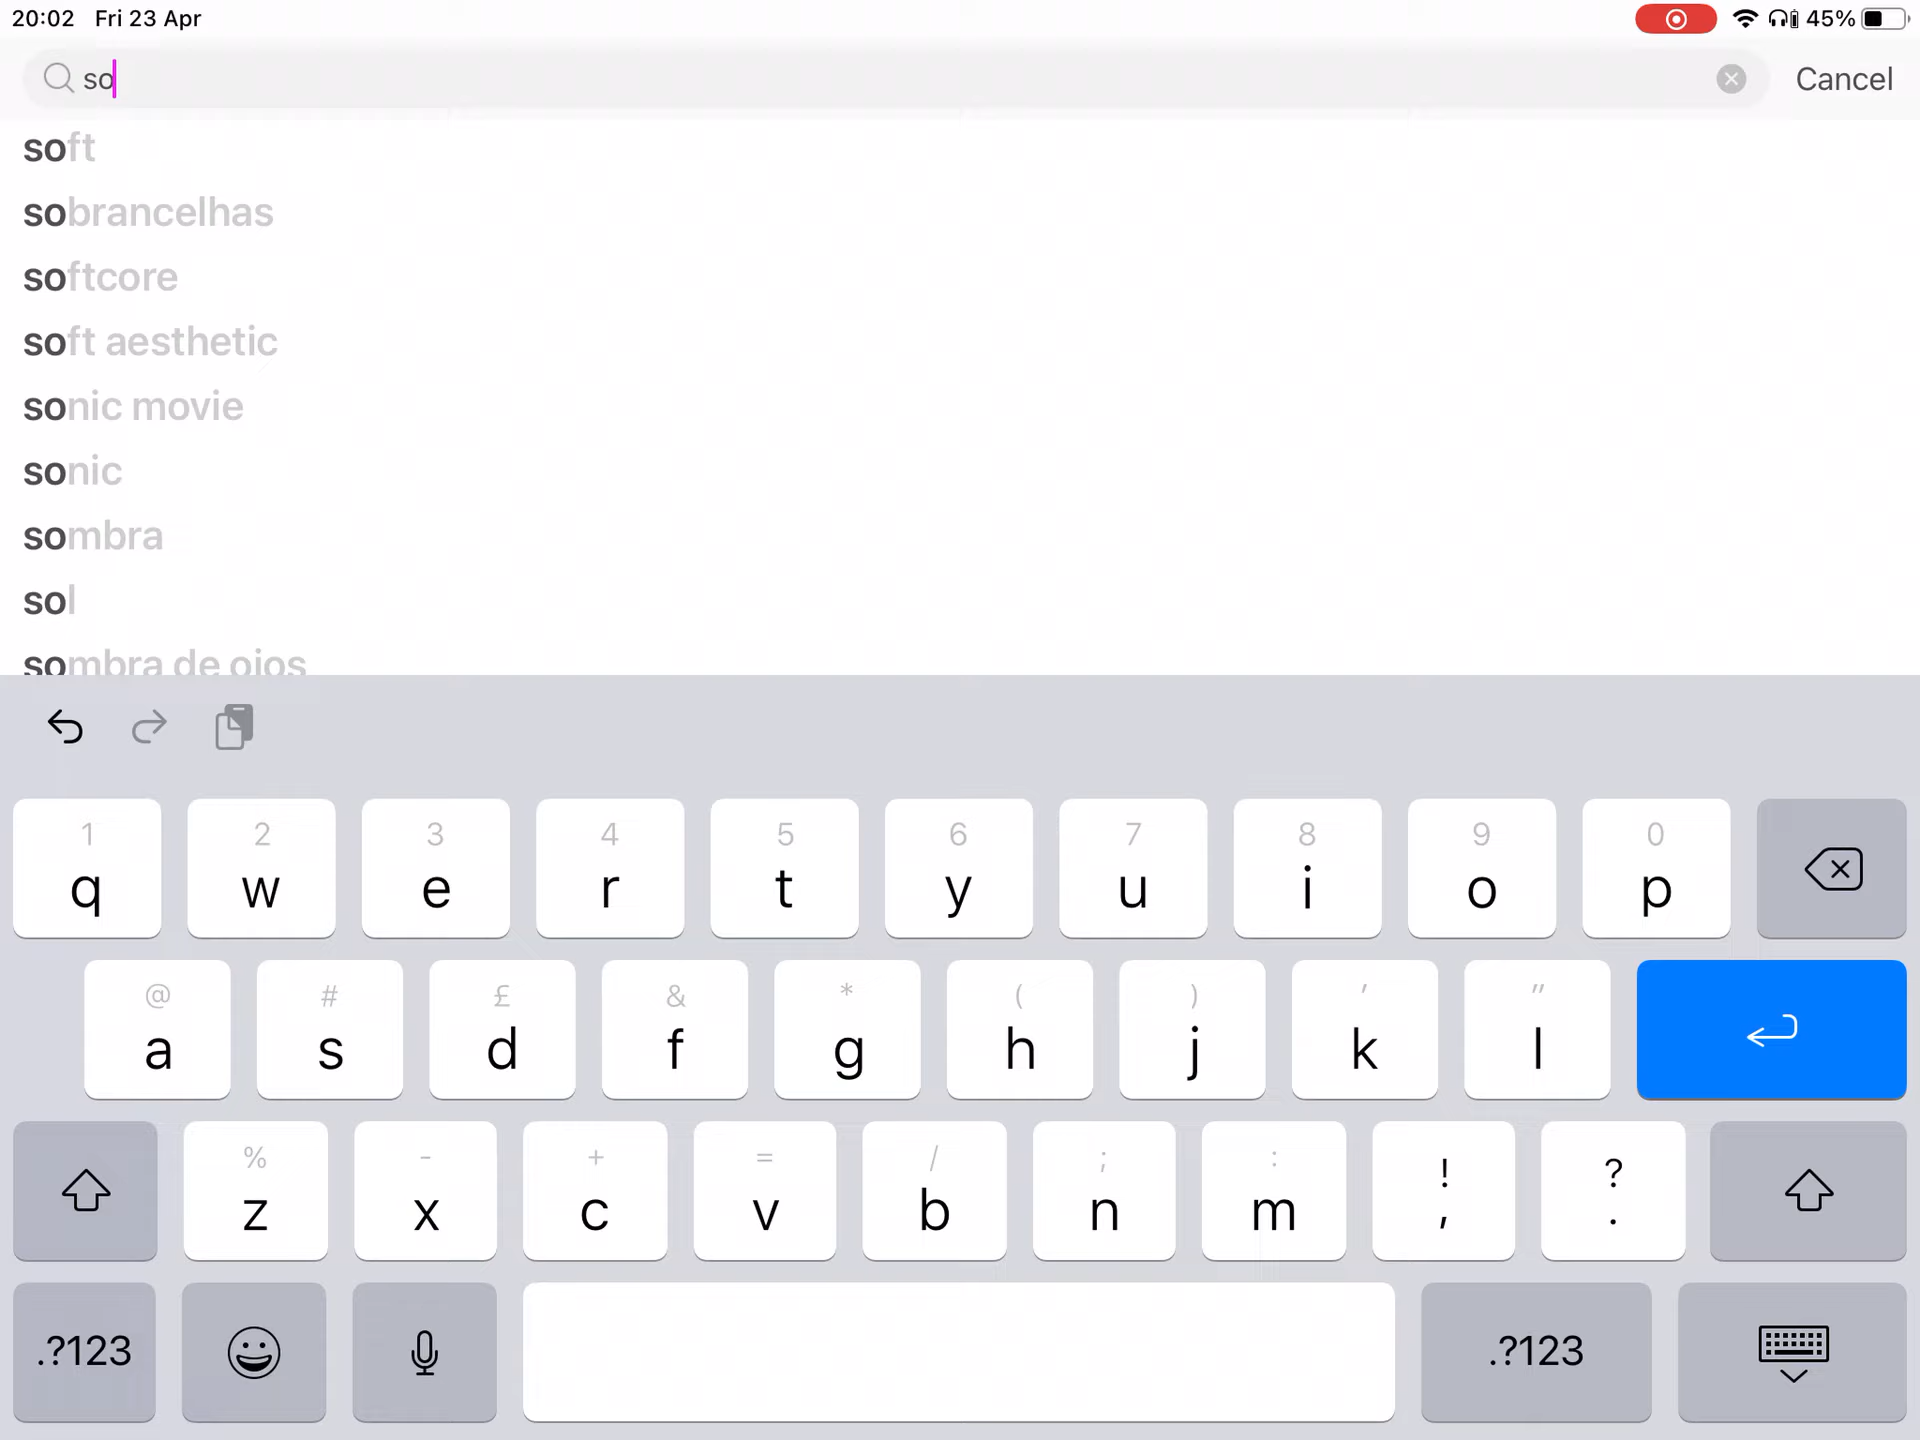 20:02 Fri 23 Apr 45%
so Cancel
soft
sobrancelhas
softcore
soft aesthetic
sonic movie
sonic
sombra
sol
sombra de ojos
1 2 3 4 5 6 7 8 9 0
q w e r t y u i o p
@ # £ & * ( ) ' "
a s d f g h j k l
% - + = / ; : ! ?
z x c v b n m , .
.?123 .?123